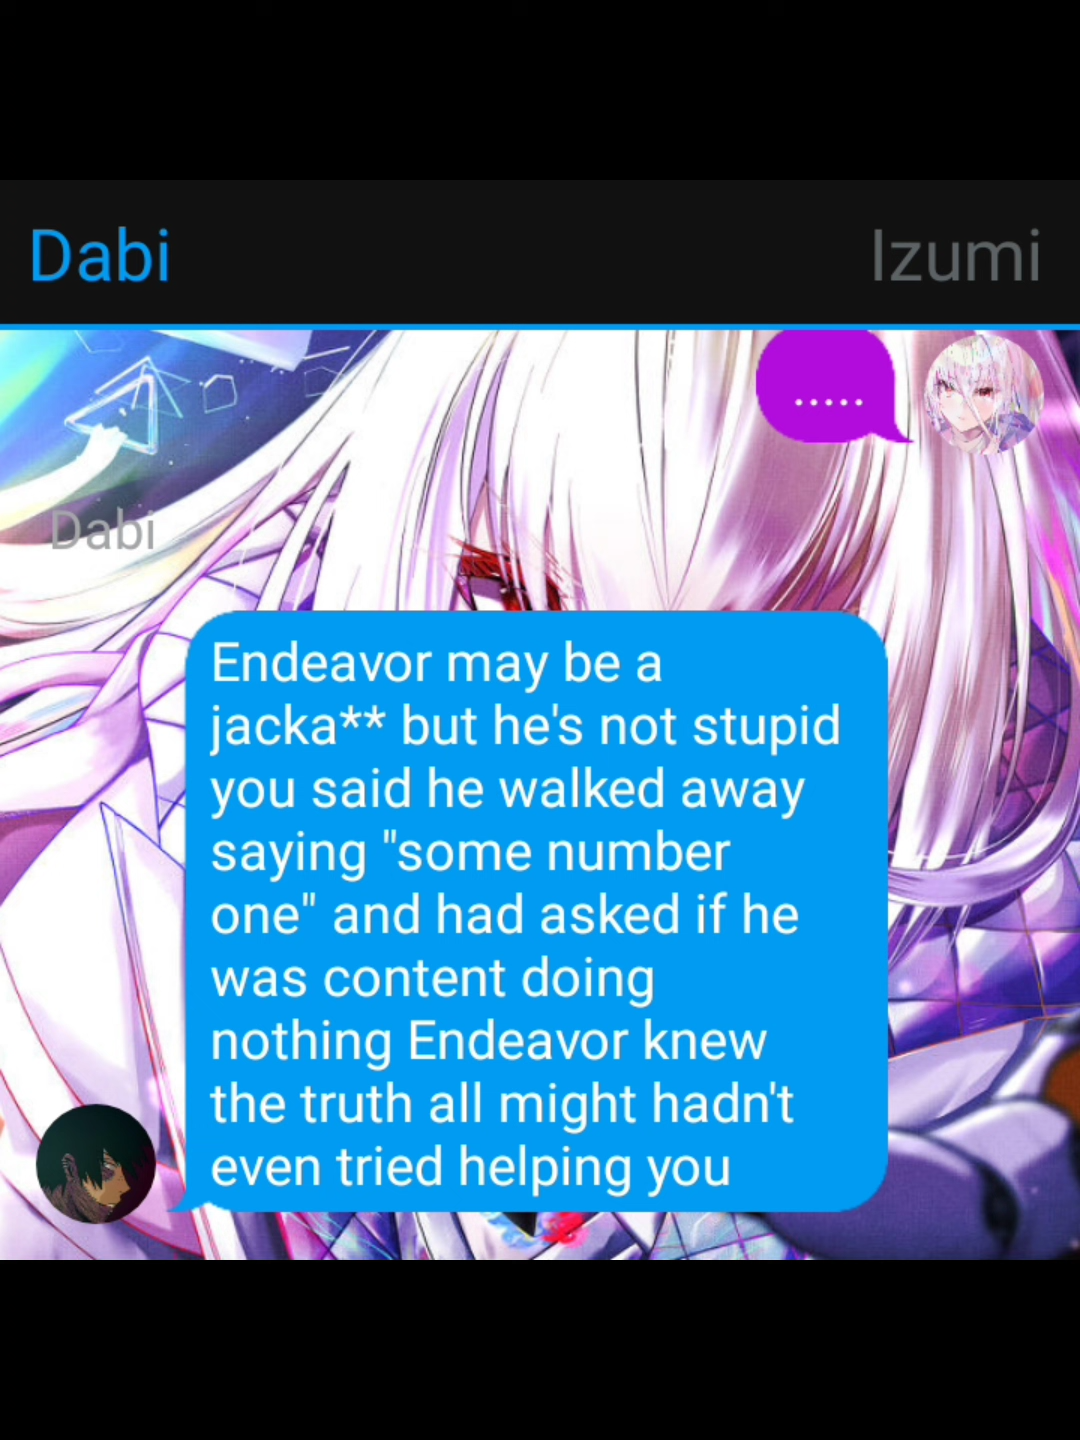 Dabi
Izumi
.....
Dabi
Endeavor may be a
jacka** but he's not stupid
you said he walked away
saying "some number
one" and had asked if he
was content doing
nothing Endeavor knew
the truth all might hadn't
even tried helping you